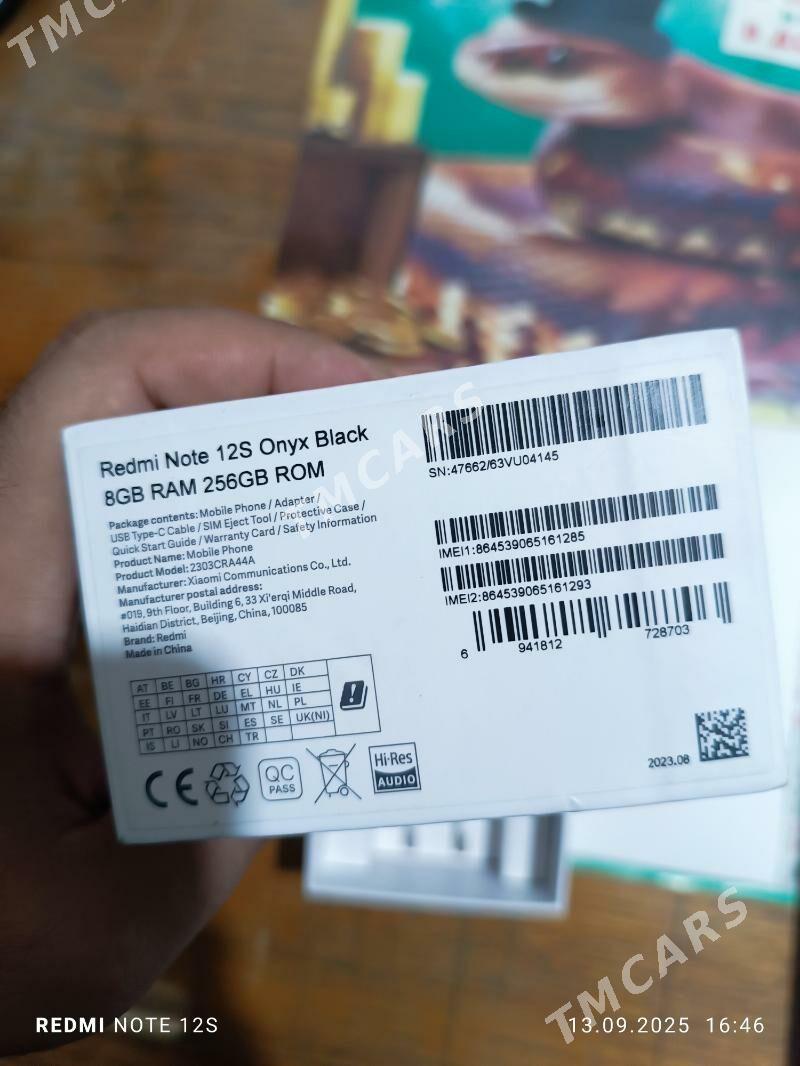 TMCARS
Redmi Note 12S Onyx Black
8GB RAM 256GB ROM
Package contents: Mobile Phone / Adapter /
USB Type-C Cable / SIM Eject Tool / Protective Case /
Quick Start Guide / Warranty Card / Safety Information
Product Name: Mobile Phone
Product Model: 2303CRA44A
Manufacturer: Xiaomi Communications Co., Ltd.
Manufacturer postal address:
#019, 9th Floor, Building 6, 33 Xi'erqi Middle Road,
Haidian District, Beijing, China, 100085
Brand: Redmi
Made in China
AT BE BG HR CY CZ DK
EE FI FR DE EL HU IE
IT LV LT LU MT NL PL
PT RO SK SI ES SE UK(NI)
IS LI NO CH TR
CE
QC
PASS
Hi-Res
AUDIO
SN:47662/63VU04145
IMEI1:864539065161285
IMEI2:864539065161293
6 941812 728703
2023.08
TMCARS
TMCARS
REDMI NOTE 12S
13.09.2025 16:46